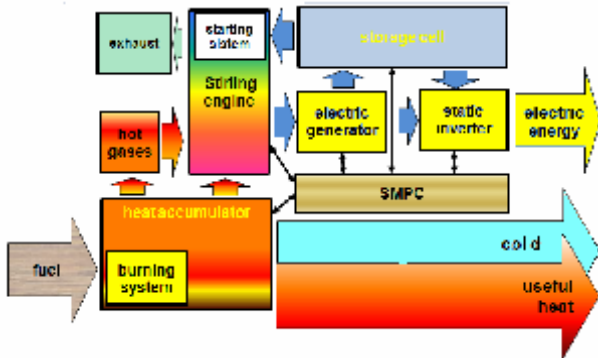 exhaust
starting
sistem
storage cell
Stirling
engine
electric
generator
static
inverter
electric
energy
hot
gases
SMPC
heat accumulator
cold
fuel
burning
system
useful
heat